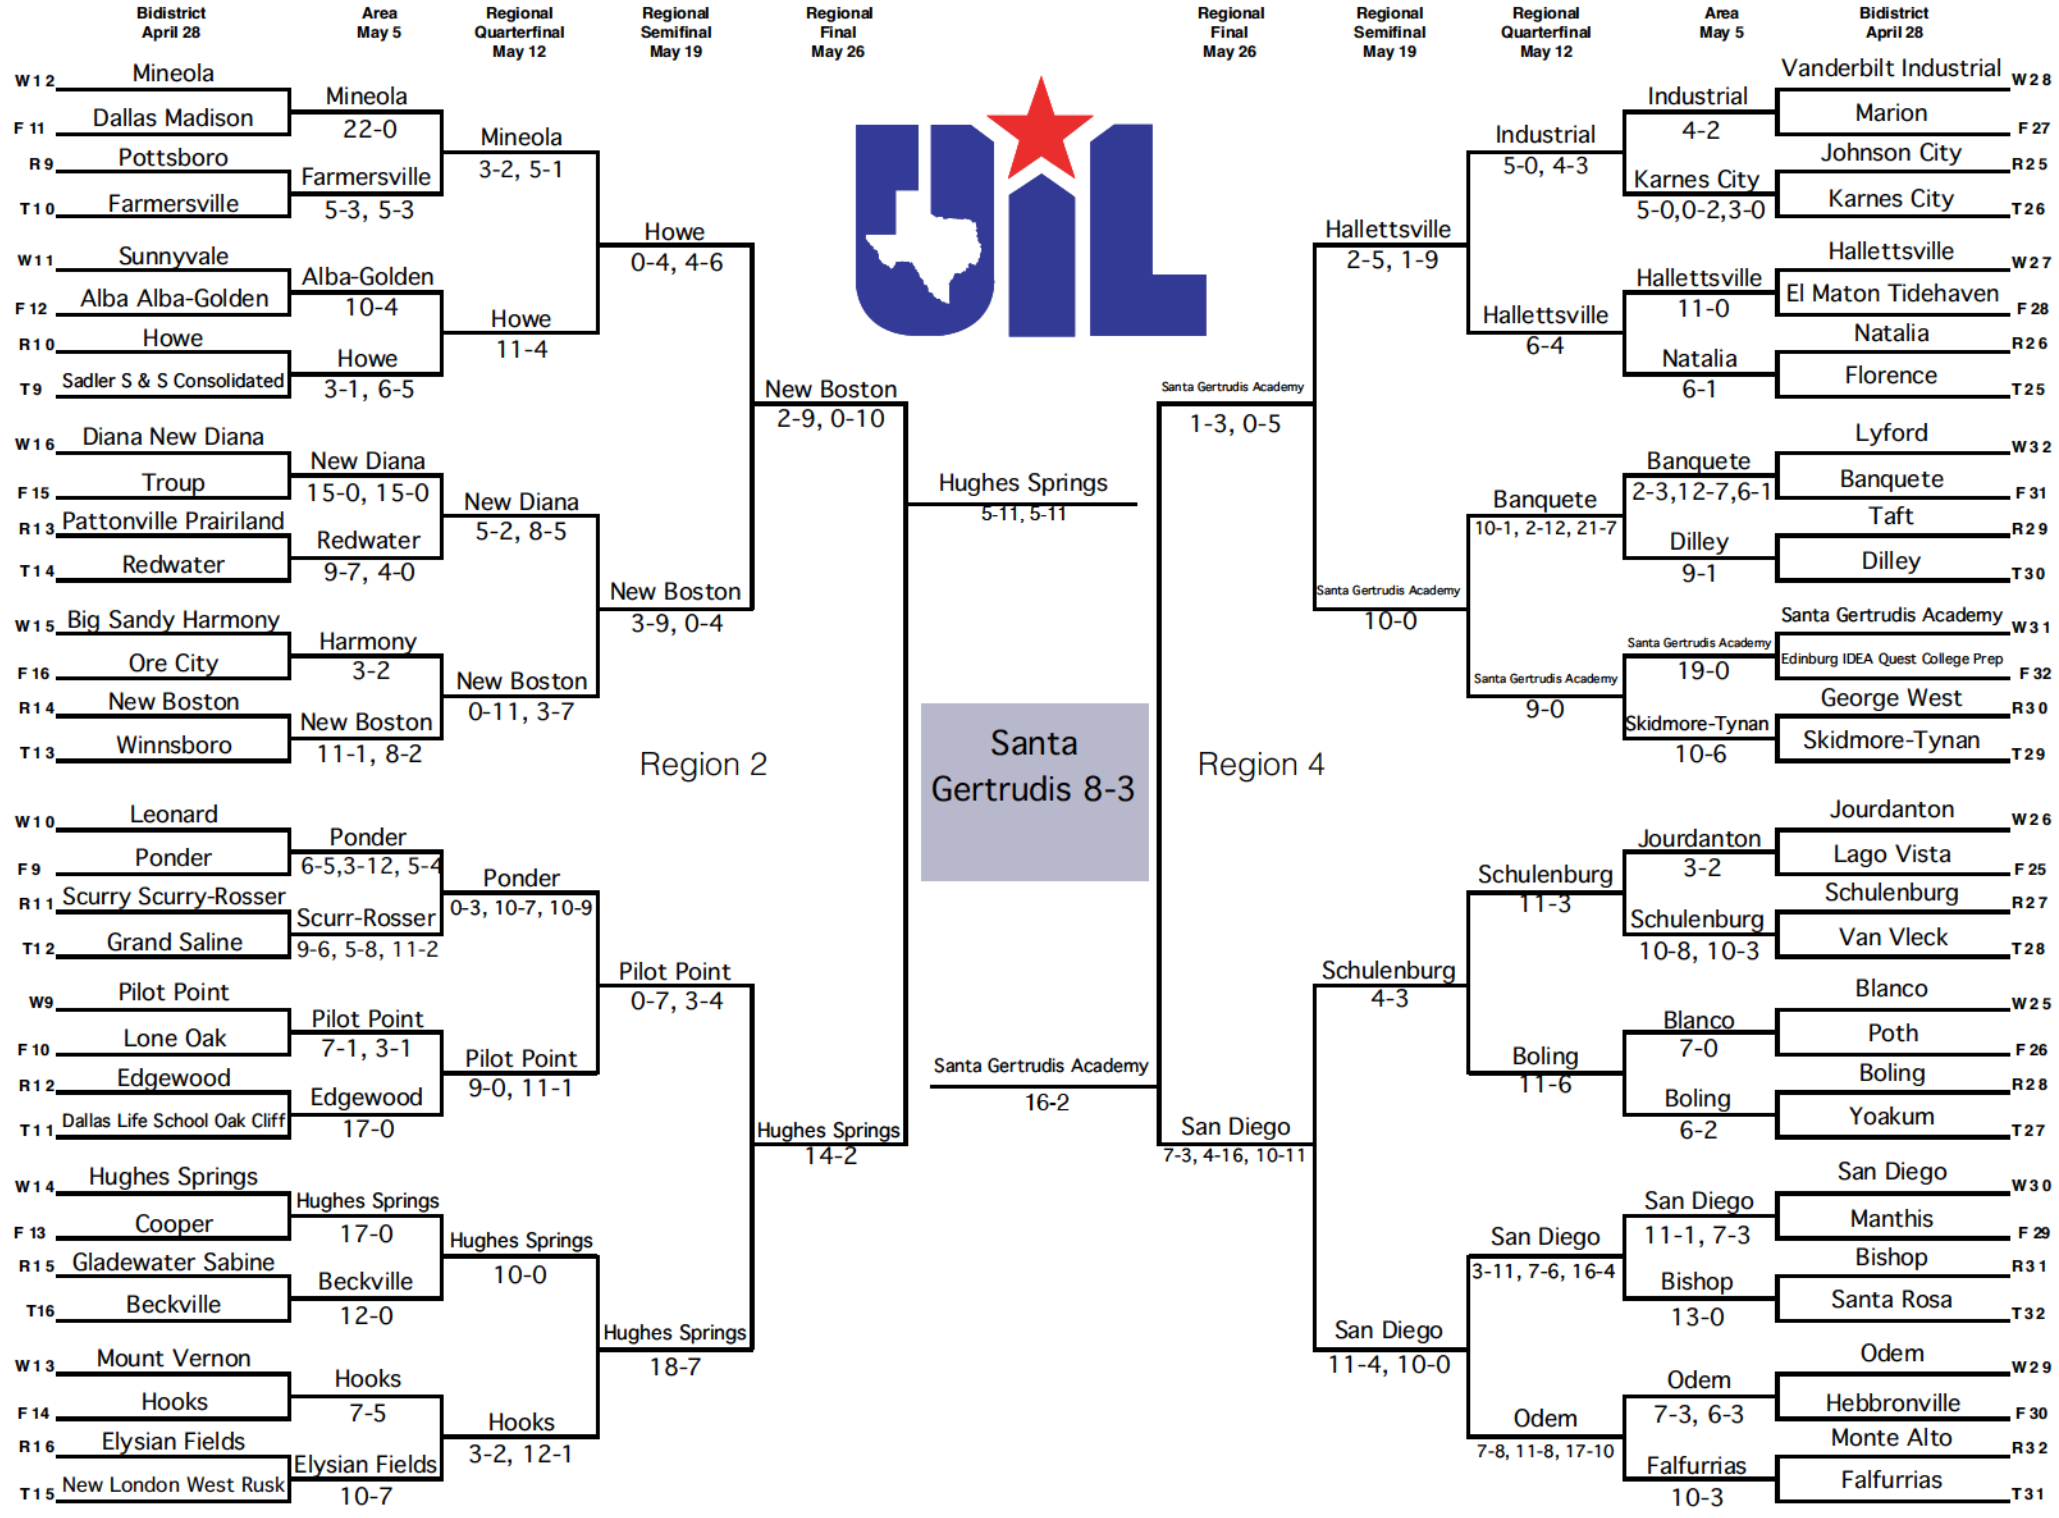 Bidistrict
April 28
Area
May 5
Regional
Quarterfinal
May 12
Regional
Semifinal
May 19
Regional
Final
May 26
Regional
Final
May 26
Regional
Semifinal
May 19
Regional
Quarterfinal
May 12
Area
May 5
Bidistrict
April 28
W12 Mineola
F 11 Dallas Madison
R9 Pottsboro
T10 Farmersville
W11 Sunnyvale
F 12 Alba Alba-Golden
R10 Howe
T9 Sadler S & S Consolidated
W16 Diana New Diana
F 15 Troup
R13 Pattonville Prairiland
T14 Redwater
W15 Big Sandy Harmony
F 16 Ore City
R14 New Boston
T13 Winnsboro
W10 Leonard
F 9 Ponder
R11 Scurry Scurry-Rosser
T12 Grand Saline
W9 Pilot Point
F 10 Lone Oak
R12 Edgewood
T11 Dallas Life School Oak Cliff
W14 Hughes Springs
F 13 Cooper
R15 Gladewater Sabine
T16 Beckville
W13 Mount Vernon
F 14 Hooks
R16 Elysian Fields
T15 New London West Rusk
Mineola
22-0
Farmersville
5-3, 5-3
Alba-Golden
10-4
Howe
3-1, 6-5
New Diana
15-0, 15-0
Redwater
9-7, 4-0
Harmony
3-2
New Boston
11-1, 8-2
Ponder
6-5,3-12, 5-4
Scurr-Rosser
9-6, 5-8, 11-2
Pilot Point
7-1, 3-1
Edgewood
17-0
Hughes Springs
17-0
Beckville
12-0
Hooks
7-5
Elysian Fields
10-7
Mineola
3-2, 5-1
Howe
11-4
New Diana
5-2, 8-5
New Boston
0-11, 3-7
Ponder
0-3, 10-7, 10-9
Pilot Point
9-0, 11-1
Hughes Springs
10-0
Hooks
3-2, 12-1
Howe
0-4, 4-6
New Boston
3-9, 0-4
Pilot Point
0-7, 3-4
Hughes Springs
18-7
New Boston
2-9, 0-10
Hughes Springs
14-2
Region 2
UIL
Hughes Springs
5-11, 5-11
Santa
Gertrudis 8-3
Santa Gertrudis Academy
16-2
Region 4
Santa Gertrudis Academy
1-3, 0-5
San Diego
7-3, 4-16, 10-11
Hallettsville
2-5, 1-9
Santa Gertrudis Academy
10-0
Schulenburg
4-3
San Diego
11-4, 10-0
Industrial
5-0, 4-3
Hallettsville
6-4
Banquete
10-1, 2-12, 21-7
Santa Gertrudis Academy
9-0
Schulenburg
11-3
Boling
11-6
San Diego
3-11, 7-6, 16-4
Odem
7-8, 11-8, 17-10
Industrial
4-2
Karnes City
5-0,0-2,3-0
Hallettsville
11-0
Natalia
6-1
Banquete
2-3,12-7,6-1
Dilley
9-1
Santa Gertrudis Academy
19-0
Skidmore-Tynan
10-6
Jourdanton
3-2
Schulenburg
10-8, 10-3
Blanco
7-0
Boling
6-2
San Diego
11-1, 7-3
Bishop
13-0
Odem
7-3, 6-3
Falfurrias
10-3
Vanderbilt Industrial W28
Marion F 27
Johnson City R25
Karnes City T26
Hallettsville W27
El Maton Tidehaven F 28
Natalia R26
Florence T25
Lyford W32
Banquete F 31
Taft R29
Dilley T30
Santa Gertrudis Academy W31
Edinburg IDEA Quest College Prep F 32
George West R30
Skidmore-Tynan T29
Jourdanton W26
Lago Vista F 25
Schulenburg R27
Van Vleck T28
Blanco W25
Poth F 26
Boling R28
Yoakum T27
San Diego W30
Manthis F 29
Bishop R31
Santa Rosa T32
Odem W29
Hebbronville F 30
Monte Alto R32
Falfurrias T31